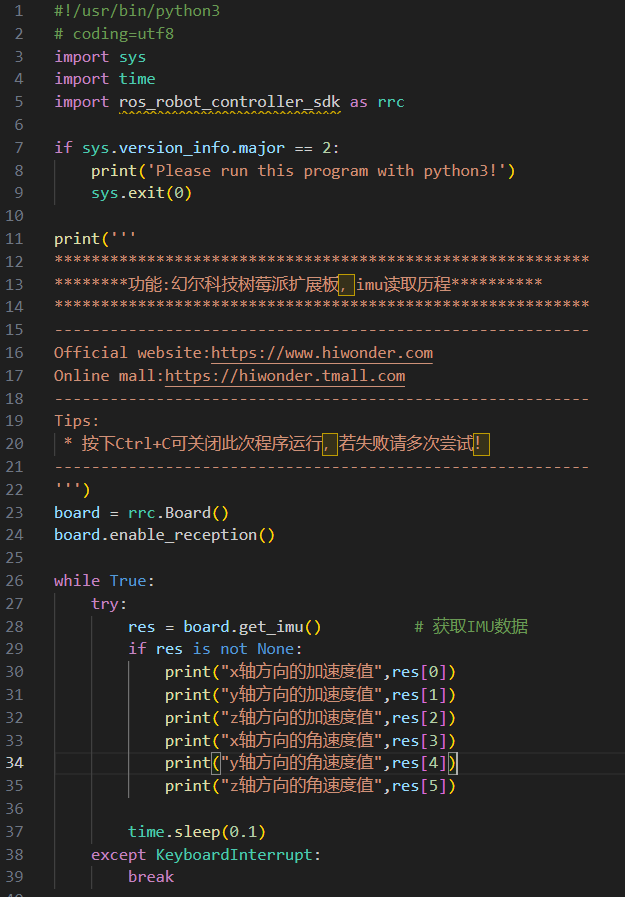 1 #!/usr/bin/python3
2 # coding=utf8
3 import sys
4 import time
5 import ros_robot_controller_sdk as rrc
6
7 if sys.version_info.major == 2:
8     print('Please run this program with python3!')
9     sys.exit(0)
10
11 print('''
12 **********************************************************
13 ********功能:幻尔科技树莓派扩展板，imu读取历程**********
14 **********************************************************
15 ----------------------------------------------------------
16 Official website:https://www.hiwonder.com
17 Online mall:https://hiwonder.tmall.com
18 ----------------------------------------------------------
19 Tips:
20  * 按下Ctrl+C可关闭此次程序运行，若失败请多次尝试！
21 ----------------------------------------------------------
22 ''')
23 board = rrc.Board()
24 board.enable_reception()
25
26 while True:
27     try:
28         res = board.get_imu()          # 获取IMU数据
29         if res is not None:
30             print("x轴方向的加速度值",res[0])
31             print("y轴方向的加速度值",res[1])
32             print("z轴方向的加速度值",res[2])
33             print("x轴方向的角速度值",res[3])
34             print("y轴方向的角速度值",res[4])
35             print("z轴方向的角速度值",res[5])
36
37         time.sleep(0.1)
38     except KeyboardInterrupt:
39         break